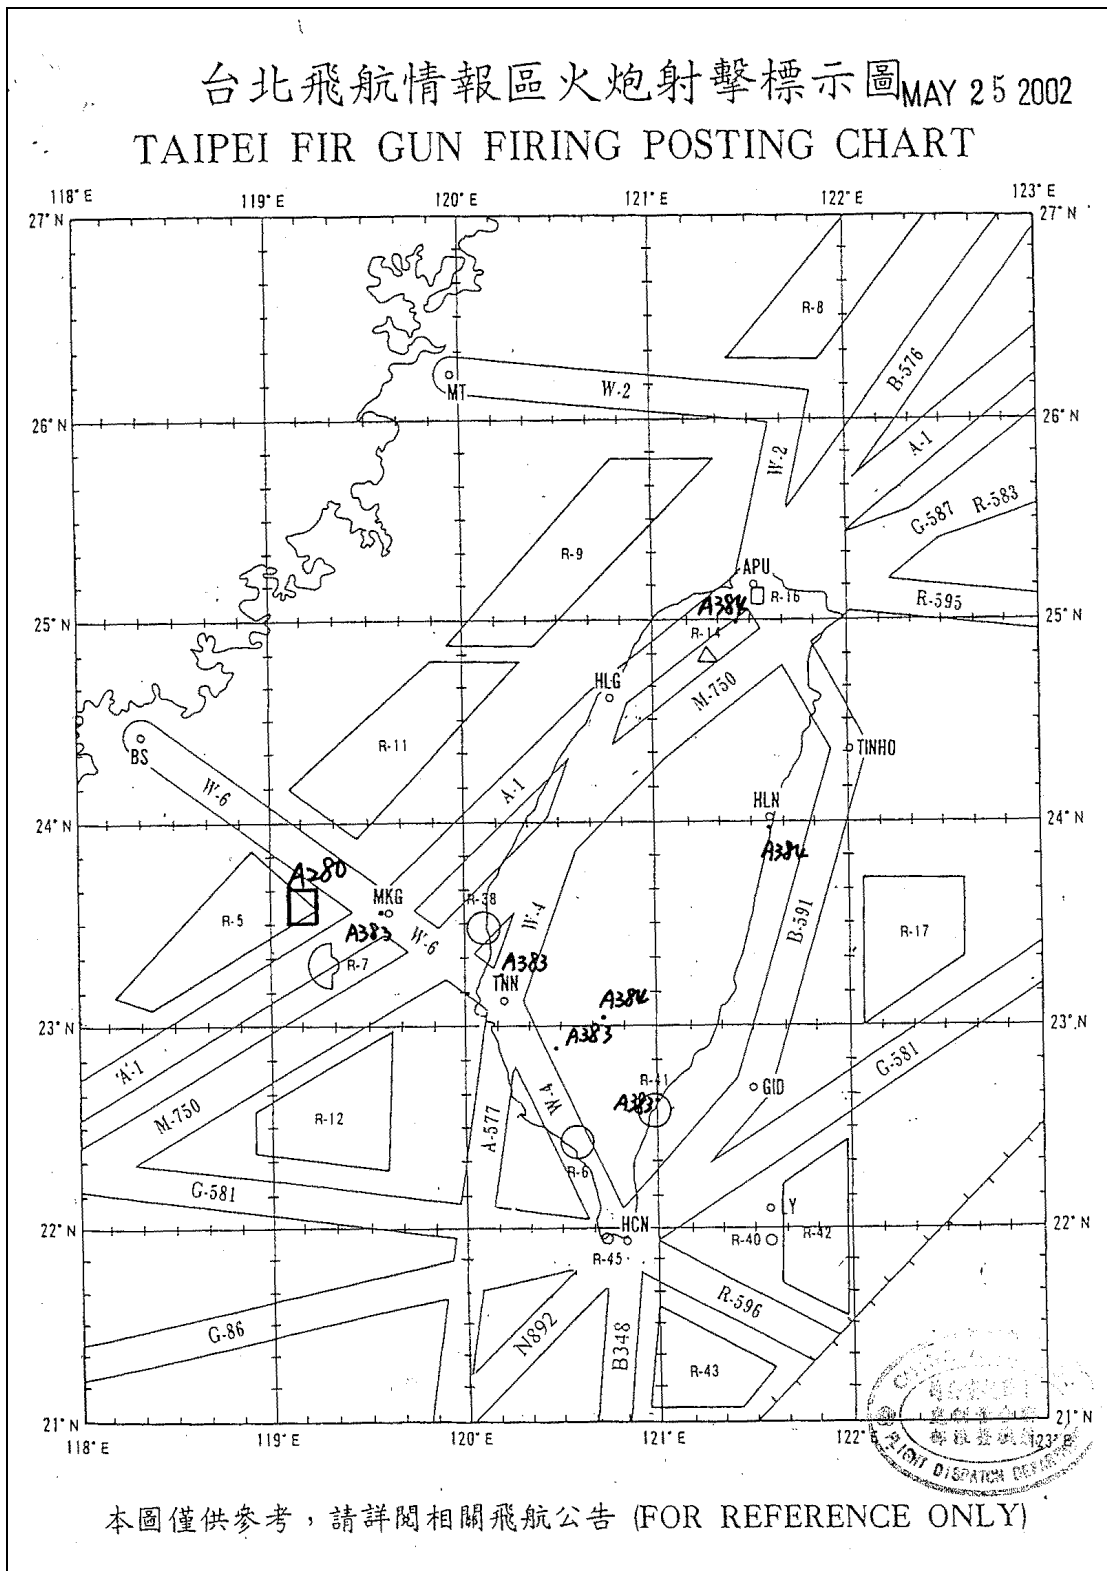 台北飛航情報區火炮射擊標示圖 MAY 25 2002
TAIPEI FIR GUN FIRING POSTING CHART
118° E 119° E 120° E 121° E 122° E 123° E
27° N 27° N
R-8
B-576
MT
W-2
26° N 26° N
A-1
W-2
G-587 R-583
R-9
APU
R-16
R-595
A384
25° N 25° N
R-14
HLG
M-750
R-11
BS
TINHO
W-6
A-1
HLN
24° N 24° N
A384
A280
MKG
R-38
R-5
A383
W-6
W-4
B-591
R-17
R-7
A383
TNN
A384
23° N 23° N
A383
G-581
"A"-1
R-41
GID
M-750
R-12
A-577
W-4
A383
R-6
G-581
LY
22° N 22° N
HCN
R-40
R-42
R-45
R-596
G-86
N892
B348
R-43
21° N 21° N
118° E 119° E 120° E 121° E 122° E 123° E
FLIGHT DISPATCH
本圖僅供參考，請詳閱相關飛航公告 (FOR REFERENCE ONLY)